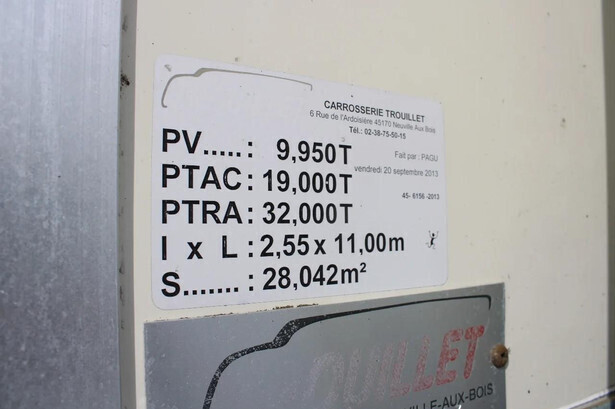 CARROSSERIE TROUILLET
6 Rue de l'Ardoisière 45170 Neuville Aux Bois
Tél.: 02-38-75-50-15
PV.....: 9,950T
Fait par : PAGU
vendredi 20 septembre 2013
PTAC: 19,000T
45- 6156 -2013
PTRA: 32,000T
I x L: 2,55 x 11,00m
S.......: 28,042m²
OUILLET
VILLE-AUX-BOIS